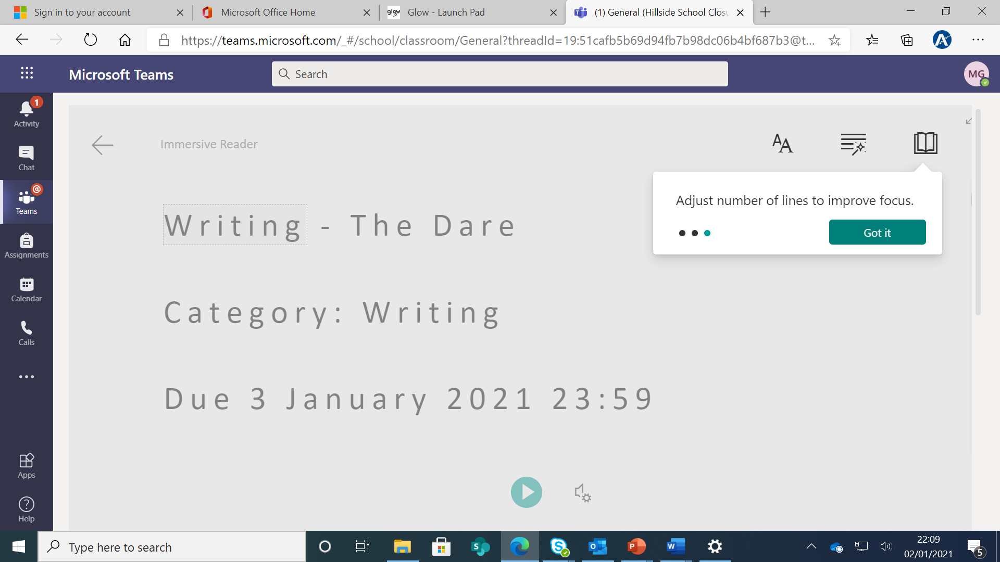 Sign in to your account
Microsoft Office Home
glow
Glow - Launch Pad
(1) General (Hillside School Closu
https://teams.microsoft.com/_#/school/classroom/General?threadId=19:51cafb5b69d94fb7b98dc06b4bf687b3@t...
Microsoft Teams
Search
MG
1
Activity
Chat
@
Teams
Assignments
Calendar
Calls
Apps
Help
Immersive Reader
Adjust number of lines to improve focus.
Got it
Writing - The Dare
Category: Writing
Due 3 January 2021 23:59
Type here to search
22:09
02/01/2021
5